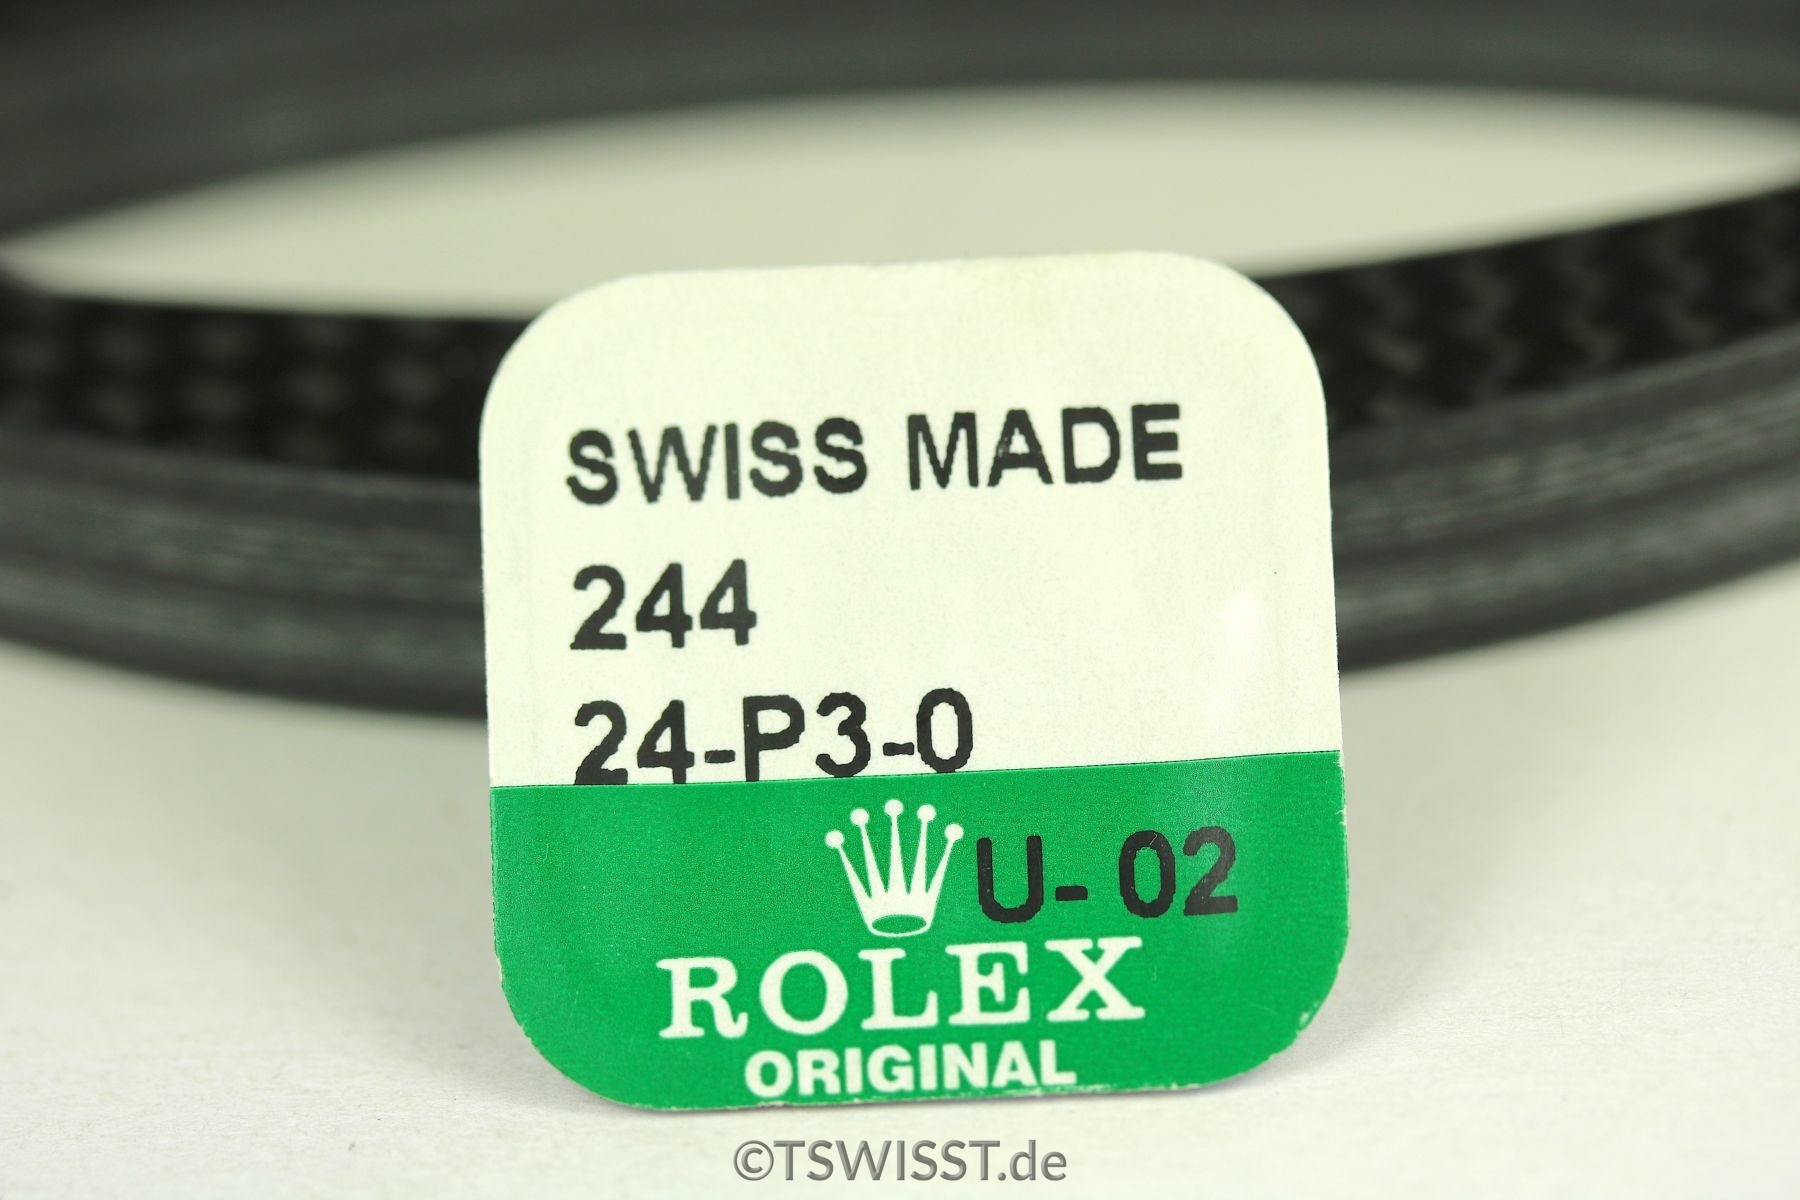 SWISS MADE
244
24-P3-0
U- 02
ROLEX
ORIGINAL
©TSWISST.de